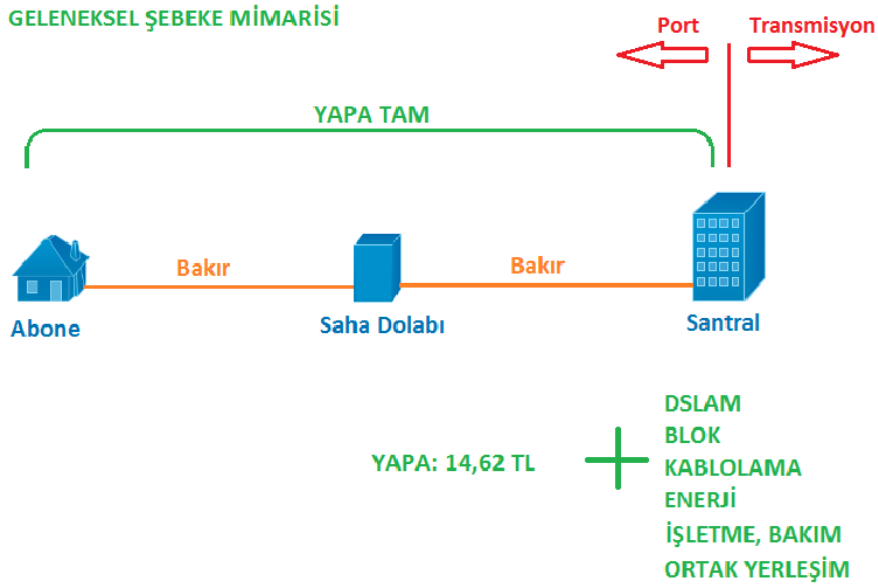 GELENEKSEL ŞEBEKE MİMARİSİ
Port
Transmisyon
YAPA TAM
Bakır
Bakır
Abone
Saha Dolabı
Santral
YAPA: 14,62 TL
DSLAM
BLOK
KABLOLAMA
ENERJİ
İŞLETME, BAKIM
ORTAK YERLEŞİM